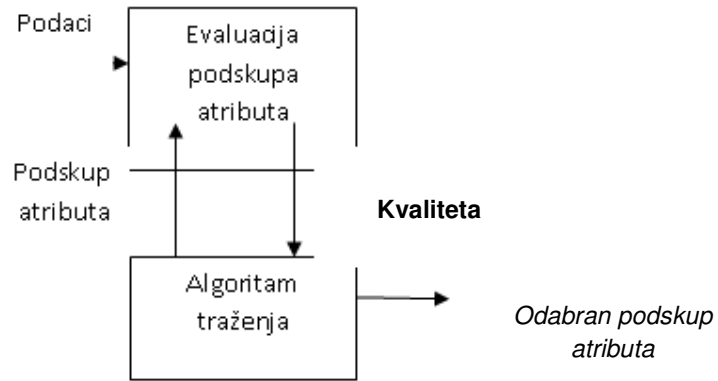 Podaci
Evaluacija
podskupa
atributa
Podskup
atributa
Kvaliteta
Algoritam
traženja
Odabran podskup
atributa